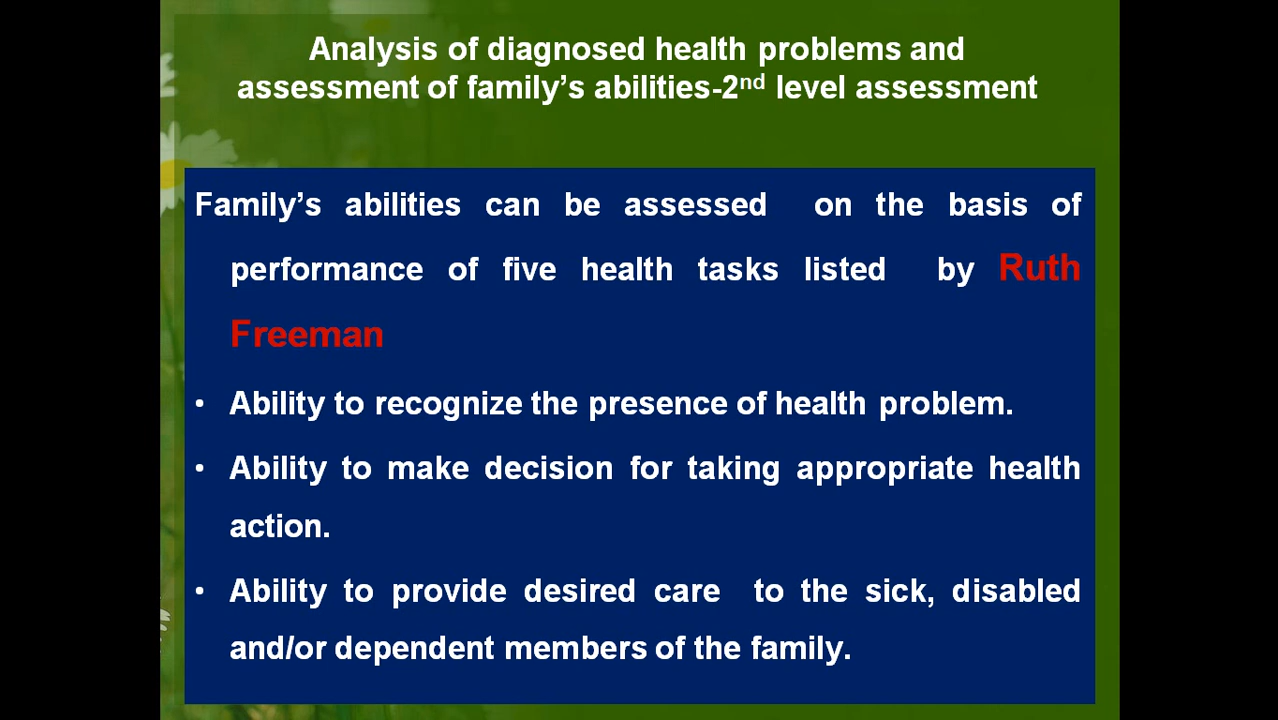 Analysis of diagnosed health problems and
assessment of family’s abilities-2nd level assessment
Family’s abilities can be assessed on the basis of
performance of five health tasks listed by Ruth
Freeman
• Ability to recognize the presence of health problem.
• Ability to make decision for taking appropriate health
action.
• Ability to provide desired care to the sick, disabled
and/or dependent members of the family.